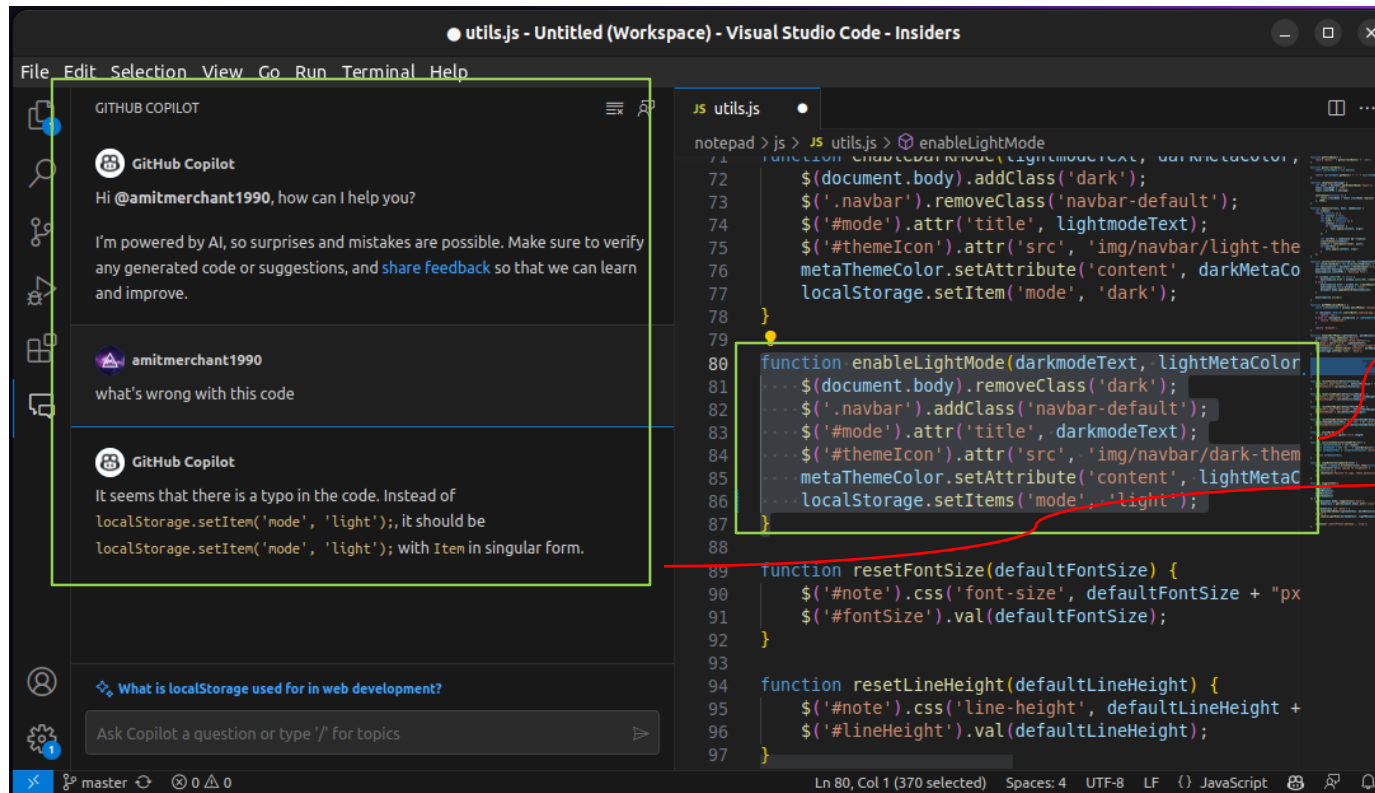 utils.js - Untitled (Workspace) - Visual Studio Code - Insiders
File Edit Selection View Go Run Terminal Help
GITHUB COPILOT
GitHub Copilot
Hi @amitmerchant1990, how can I help you?
I'm powered by AI, so surprises and mistakes are possible. Make sure to verify
any generated code or suggestions, and share feedback so that we can learn
and improve.
amitmerchant1990
what's wrong with this code
GitHub Copilot
It seems that there is a typo in the code. Instead of
localStorage.setItem('mode', 'light');, it should be
localStorage.setItem('mode', 'light'); with Item in singular form.
What is localStorage used for in web development?
Ask Copilot a question or type '/' for topics
JS utils.js
notepad > js > JS utils.js > enableLightMode
71 function enableDarkMode(lightmodeText, darkMetaColor,
72 $(document.body).addClass('dark');
73 $('.navbar').removeClass('navbar-default');
74 $('#mode').attr('title', lightmodeText);
75 $('#themeIcon').attr('src', 'img/navbar/light-the
76 metaThemeColor.setAttribute('content', darkMetaCo
77 localStorage.setItem('mode', 'dark');
78 }
79
80 function enableLightMode(darkmodeText, lightMetaColor
81 $(document.body).removeClass('dark');
82 $('.navbar').addClass('navbar-default');
83 $('#mode').attr('title', darkmodeText);
84 $('#themeIcon').attr('src', 'img/navbar/dark-them
85 metaThemeColor.setAttribute('content', lightMetaC
86 localStorage.setItems('mode', 'light');
87 }
88
89 function resetFontSize(defaultFontSize) {
90 $('#note').css('font-size', defaultFontSize + "px
91 $('#fontSize').val(defaultFontSize);
92 }
93
94 function resetLineHeight(defaultLineHeight) {
95 $('#note').css('line-height', defaultLineHeight +
96 $('#lineHeight').val(defaultLineHeight);
97 }
1
1
master 0 0 Ln 80, Col 1 (370 selected) Spaces: 4 UTF-8 LF {} JavaScript